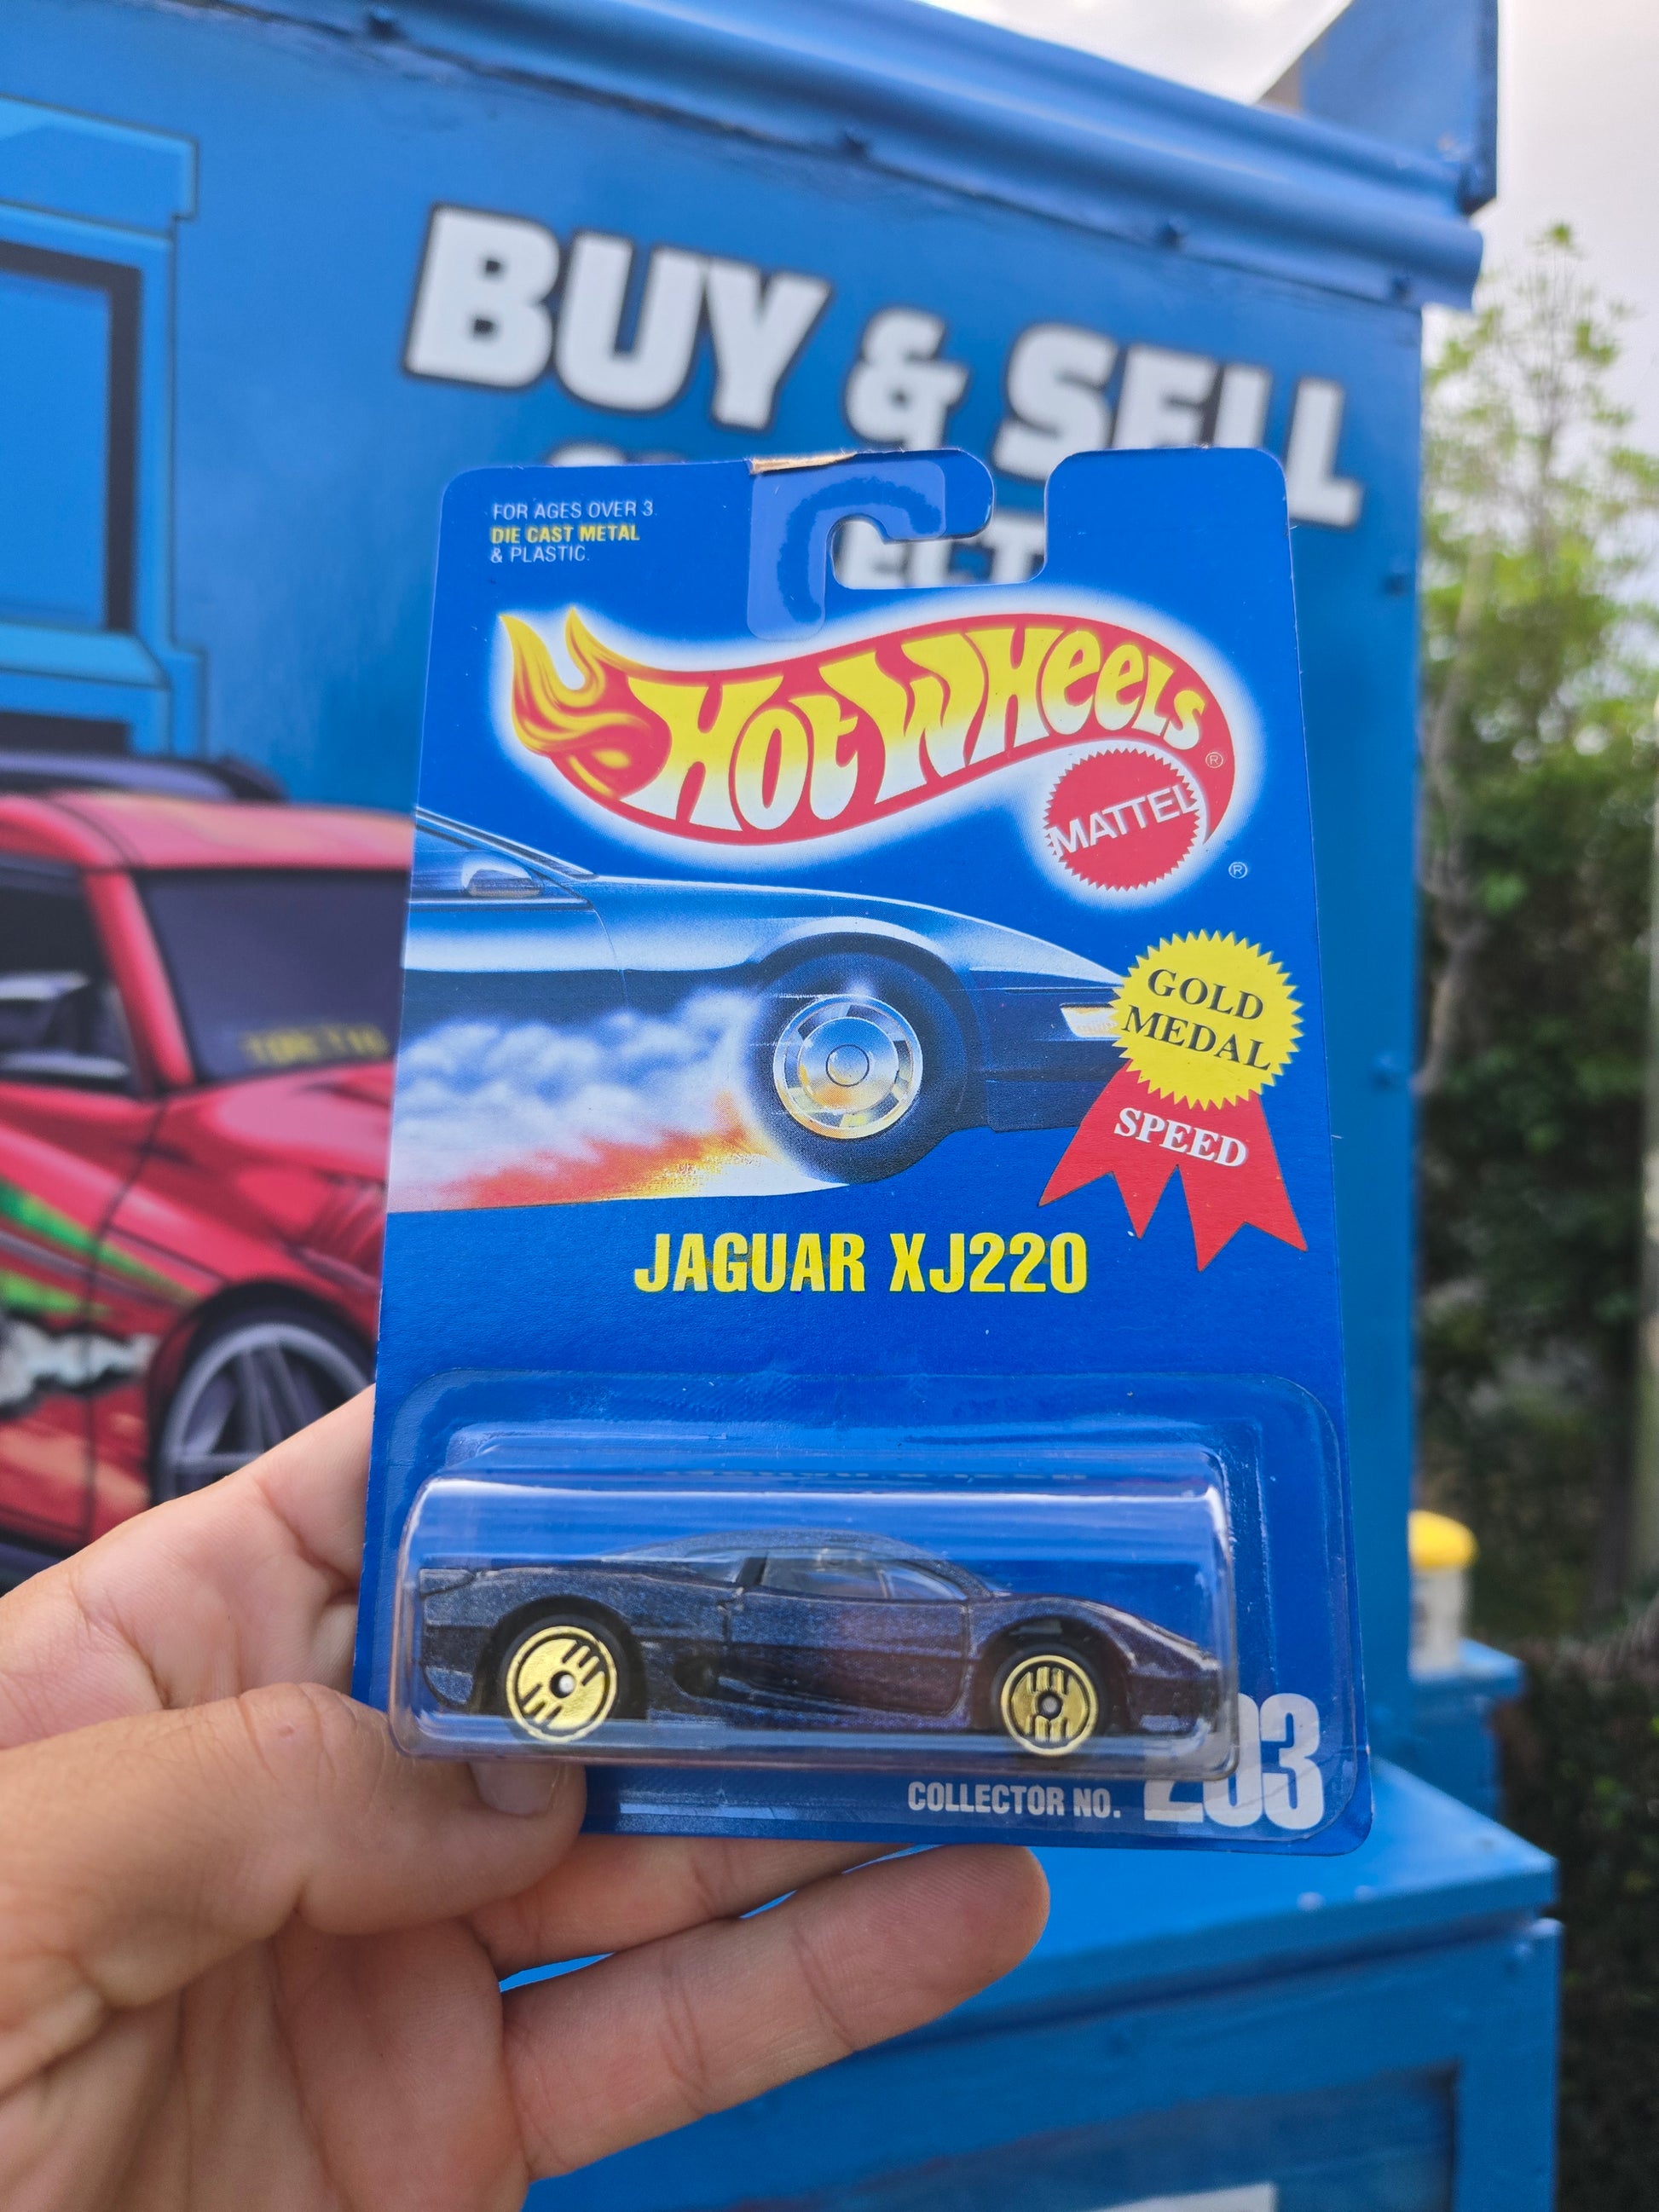 BUY & SELL
FOR AGES OVER 3.
DIE CAST METAL
& PLASTIC.
HOT WHEELS
®
MATTEL
®
GOLD
MEDAL
SPEED
JAGUAR XJ220
COLLECTOR NO. 203